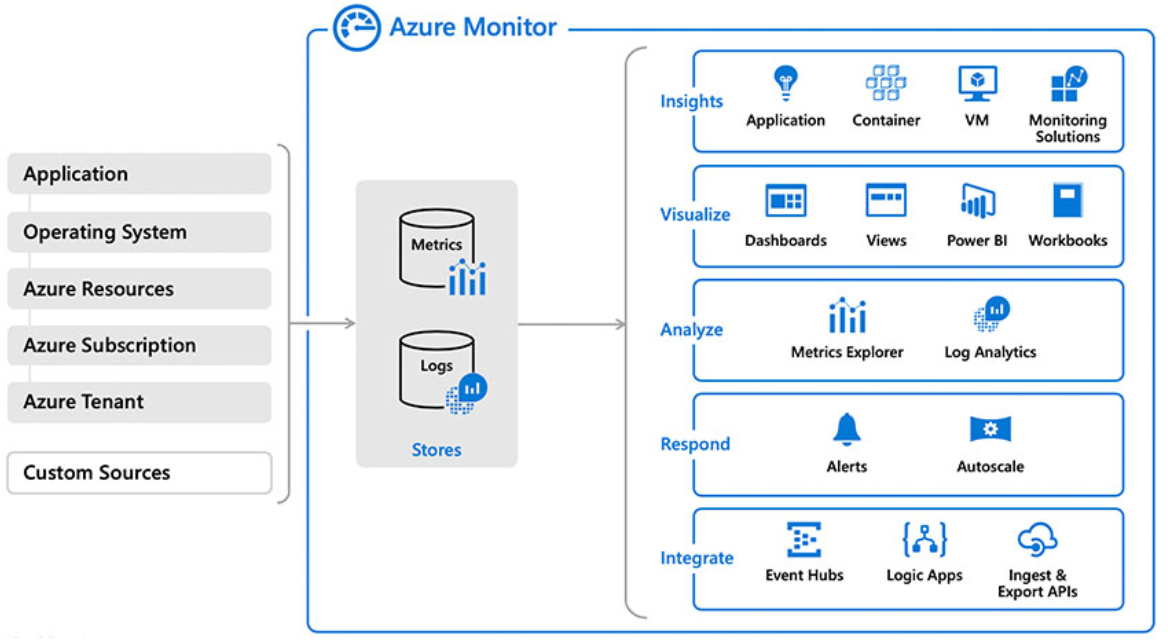 Azure Monitor
Application
Operating System
Azure Resources
Azure Subscription
Azure Tenant
Custom Sources
Metrics
Logs
Stores
Insights
Application
Container
VM
Monitoring
Solutions
Visualize
Dashboards
Views
Power BI
Workbooks
Analyze
Metrics Explorer
Log Analytics
Respond
Alerts
Autoscale
Integrate
Event Hubs
Logic Apps
Ingest &
Export APIs